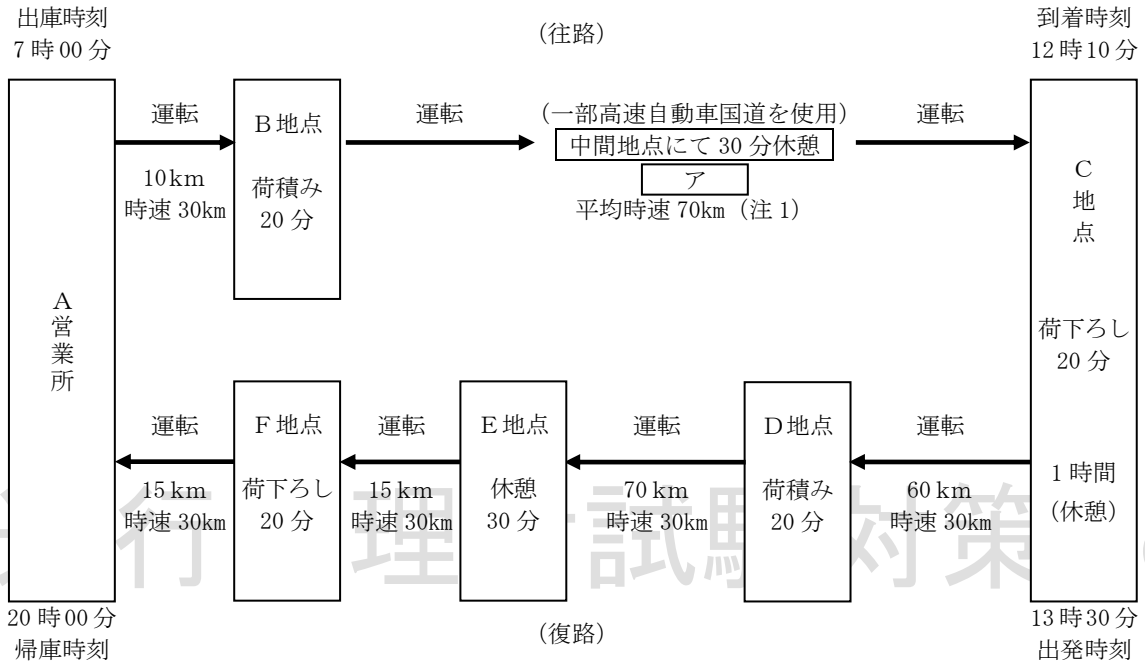 出庫時刻
7時00分
(往路)
到着時刻
12時10分
A営業所
運転
10km
時速30km
B地点
荷積み
20分
運転
(一部高速自動車国道を使用)
中間地点にて30分休憩
ア
平均時速70km (注1)
運転
C地点
荷下ろし
20分
1時間
(休憩)
運転
15km
時速30km
F地点
荷下ろし
20分
運転
15km
時速30km
E地点
休憩
30分
運転
70km
時速30km
D地点
荷積み
20分
運転
60km
時速30km
20時00分
帰庫時刻
(復路)
13時30分
出発時刻